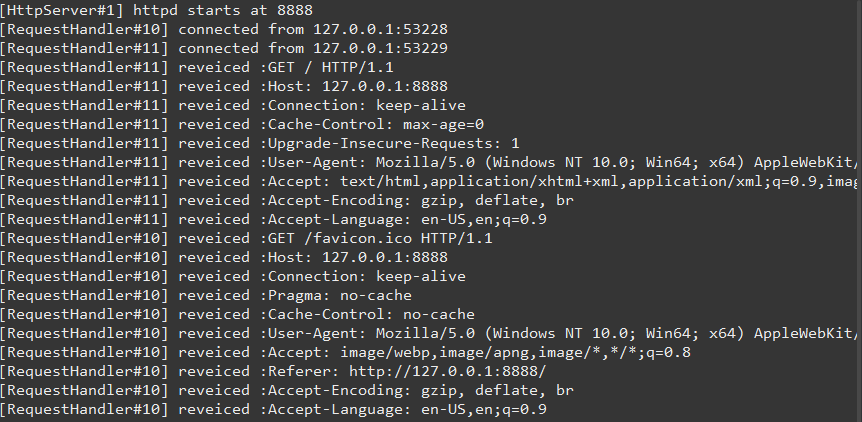 [HttpServer#1] httpd starts at 8888
[RequestHandler#10] connected from 127.0.0.1:53228
[RequestHandler#11] connected from 127.0.0.1:53229
[RequestHandler#11] reveiced :GET / HTTP/1.1
[RequestHandler#11] reveiced :Host: 127.0.0.1:8888
[RequestHandler#11] reveiced :Connection: keep-alive
[RequestHandler#11] reveiced :Cache-Control: max-age=0
[RequestHandler#11] reveiced :Upgrade-Insecure-Requests: 1
[RequestHandler#11] reveiced :User-Agent: Mozilla/5.0 (Windows NT 10.0; Win64; x64) AppleWebKit/
[RequestHandler#11] reveiced :Accept: text/html,application/xhtml+xml,application/xml;q=0.9,imag
[RequestHandler#11] reveiced :Accept-Encoding: gzip, deflate, br
[RequestHandler#11] reveiced :Accept-Language: en-US,en;q=0.9
[RequestHandler#10] reveiced :GET /favicon.ico HTTP/1.1
[RequestHandler#10] reveiced :Host: 127.0.0.1:8888
[RequestHandler#10] reveiced :Connection: keep-alive
[RequestHandler#10] reveiced :Pragma: no-cache
[RequestHandler#10] reveiced :Cache-Control: no-cache
[RequestHandler#10] reveiced :User-Agent: Mozilla/5.0 (Windows NT 10.0; Win64; x64) AppleWebKit/
[RequestHandler#10] reveiced :Accept: image/webp,image/apng,image/*,*/*;q=0.8
[RequestHandler#10] reveiced :Referer: http://127.0.0.1:8888/
[RequestHandler#10] reveiced :Accept-Encoding: gzip, deflate, br
[RequestHandler#10] reveiced :Accept-Language: en-US,en;q=0.9